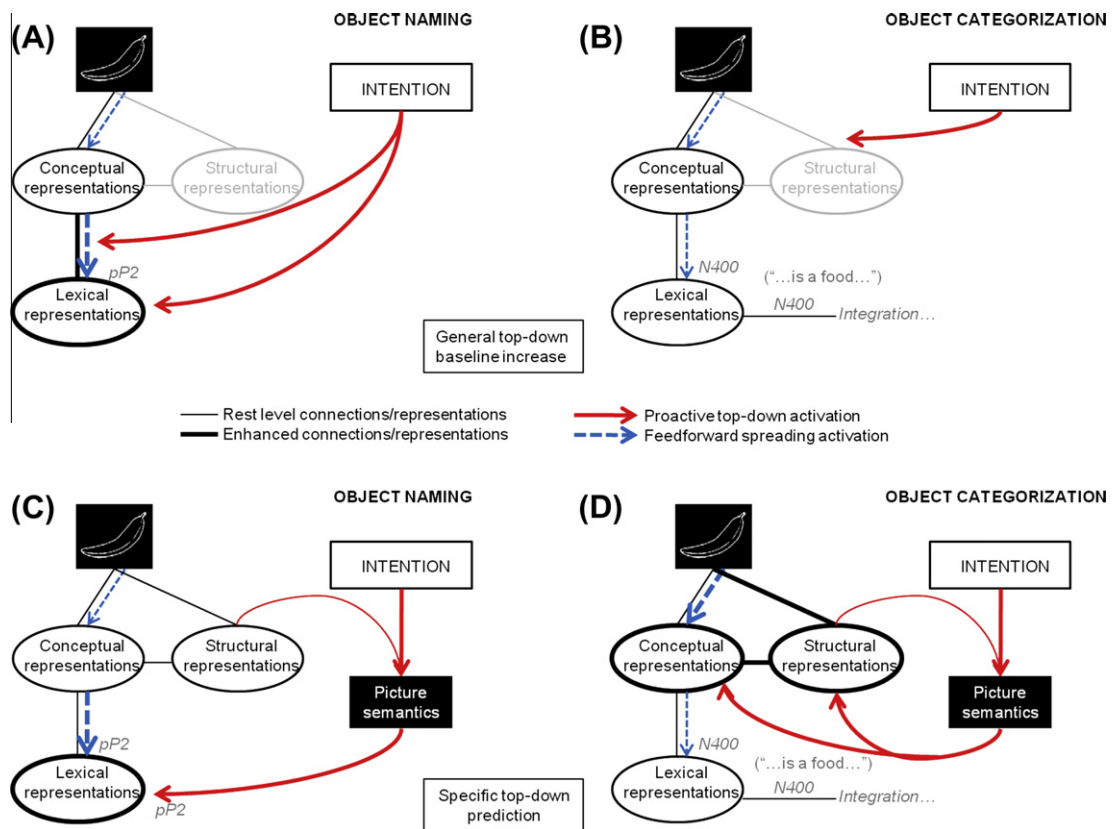 OBJECT NAMING
OBJECT CATEGORIZATION
(A)
(B)
INTENTION
INTENTION
Conceptual
representations
Structural
representations
Conceptual
representations
Structural
representations
pP2
N400
("...is a food...")
Lexical
representations
Lexical
representations
N400
Integration...
General top-down
baseline increase
Rest level connections/representations
Proactive top-down activation
Enhanced connections/representations
Feedforward spreading activation
OBJECT NAMING
OBJECT CATEGORIZATION
(C)
(D)
INTENTION
INTENTION
Conceptual
representations
Structural
representations
Conceptual
representations
Structural
representations
Picture
semantics
Picture
semantics
pP2
N400
("...is a food...")
Lexical
representations
Lexical
representations
pP2
N400
Integration...
Specific top-down
prediction